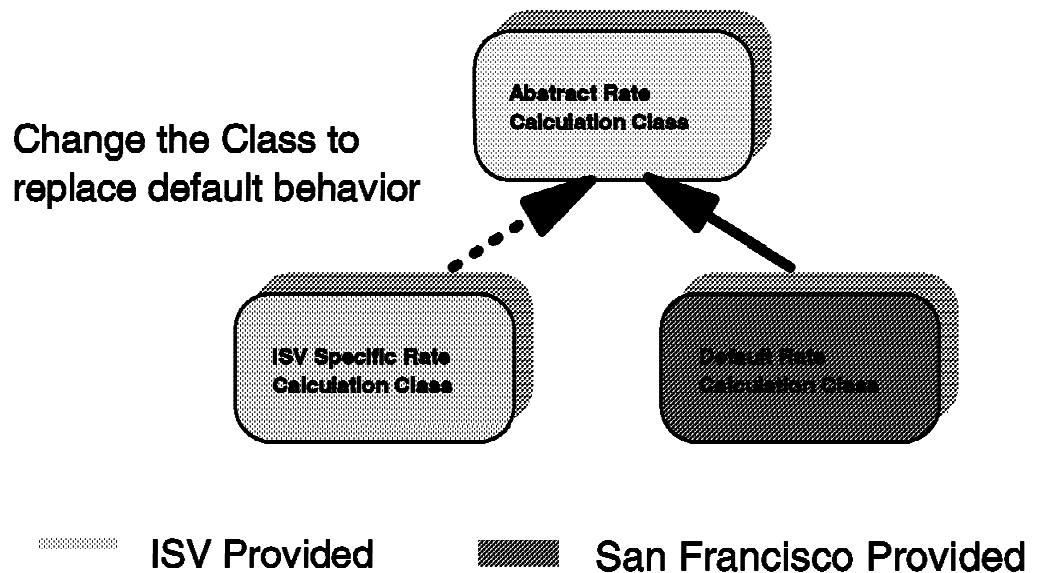 Abstract Rate
Calculation Class
Change the Class to
replace default behavior
ISV Specific Rate
Calculation Class
Default Rate
Calculation Class
ISV Provided
San Francisco Provided